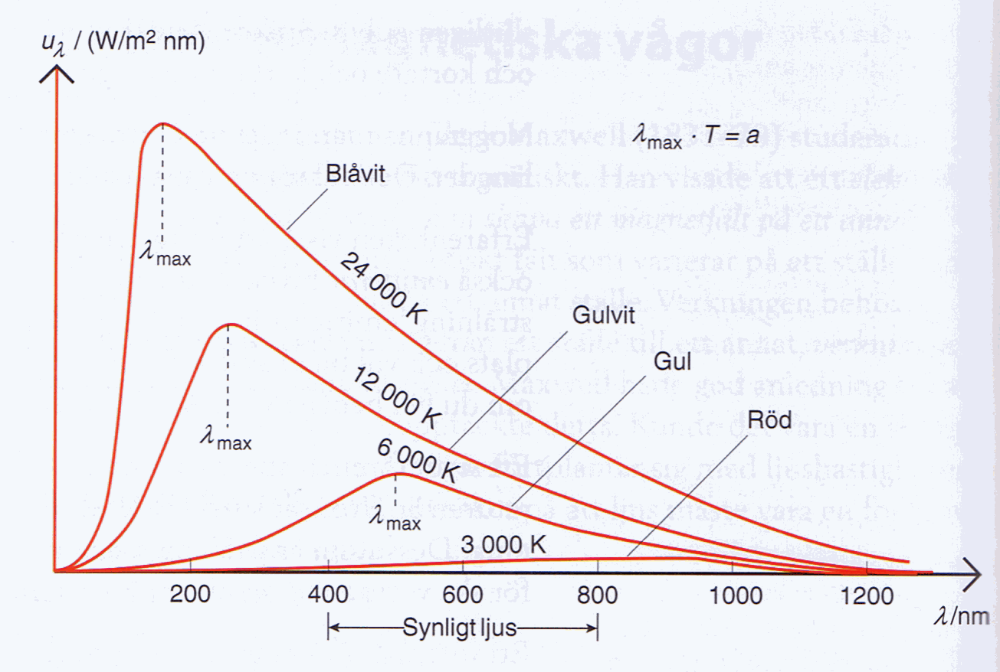 u_λ / (W/m² nm)
λ_max · T = a
Blåvit
λ_max
24 000 K
Gulvit
12 000 K
Gul
λ_max
6 000 K
Röd
λ_max
3 000 K
200 400 600 800 1000 1200
λ/nm
Synligt ljus